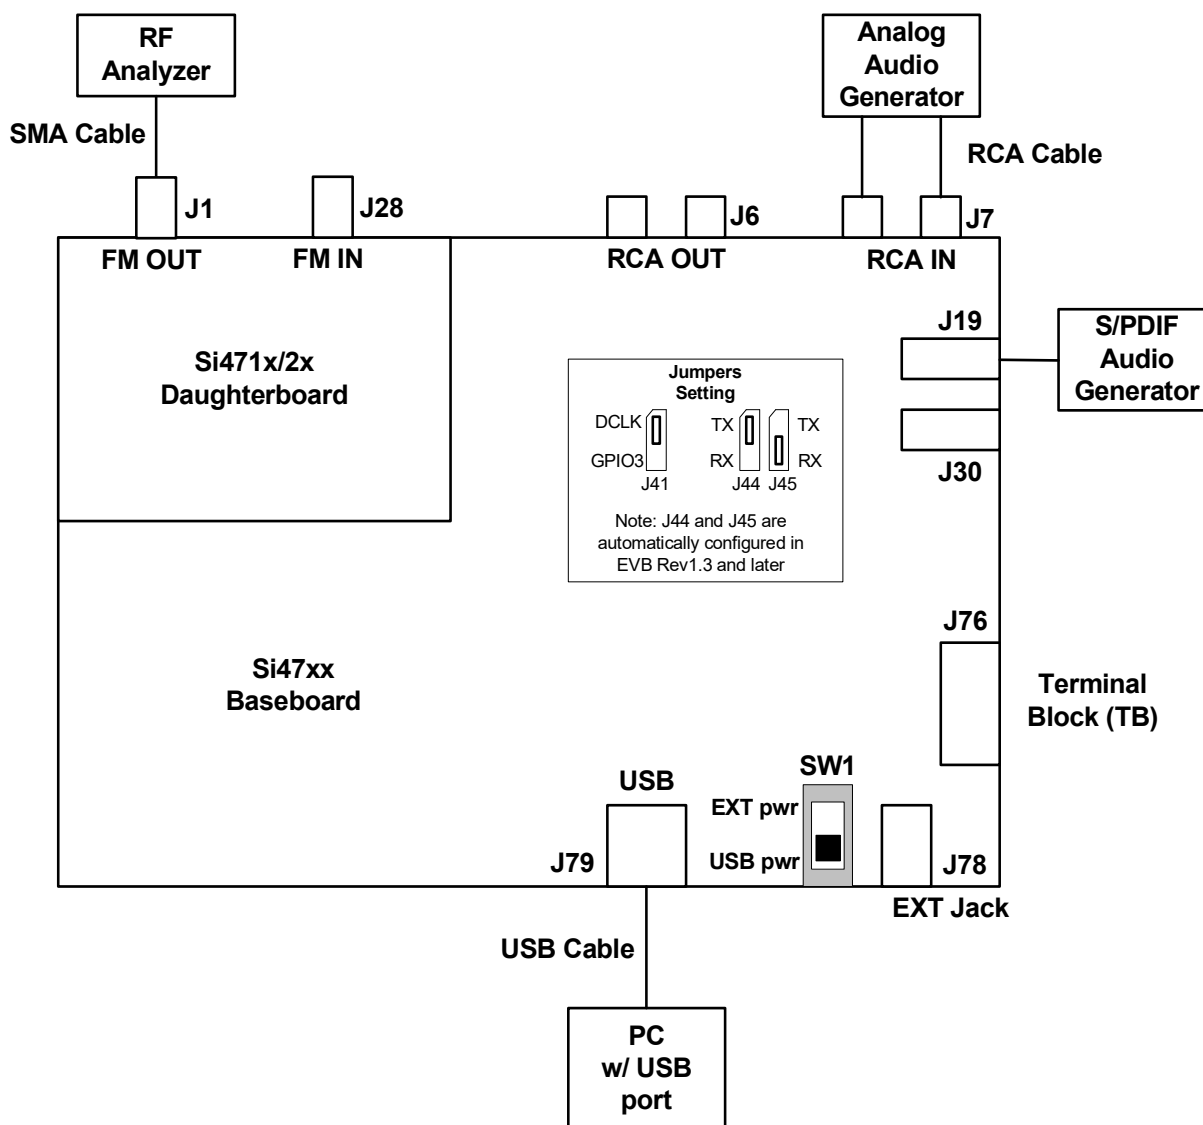 RF
Analyzer
Analog
Audio
Generator
SMA Cable
RCA Cable
J1
J28
J6
J7
FM OUT
FM IN
RCA OUT
RCA IN
J19
S/PDIF
Audio
Generator
Si471x/2x
Daughterboard
Jumpers
Setting
DCLK
TX
TX
GPIO3
RX
RX
J41
J44
J45
J30
Note: J44 and J45 are
automatically configured in
EVB Rev1.3 and later
J76
Si47xx
Baseboard
Terminal
Block (TB)
USB
SW1
EXT pwr
USB pwr
J79
J78
EXT Jack
USB Cable
PC
w/ USB
port